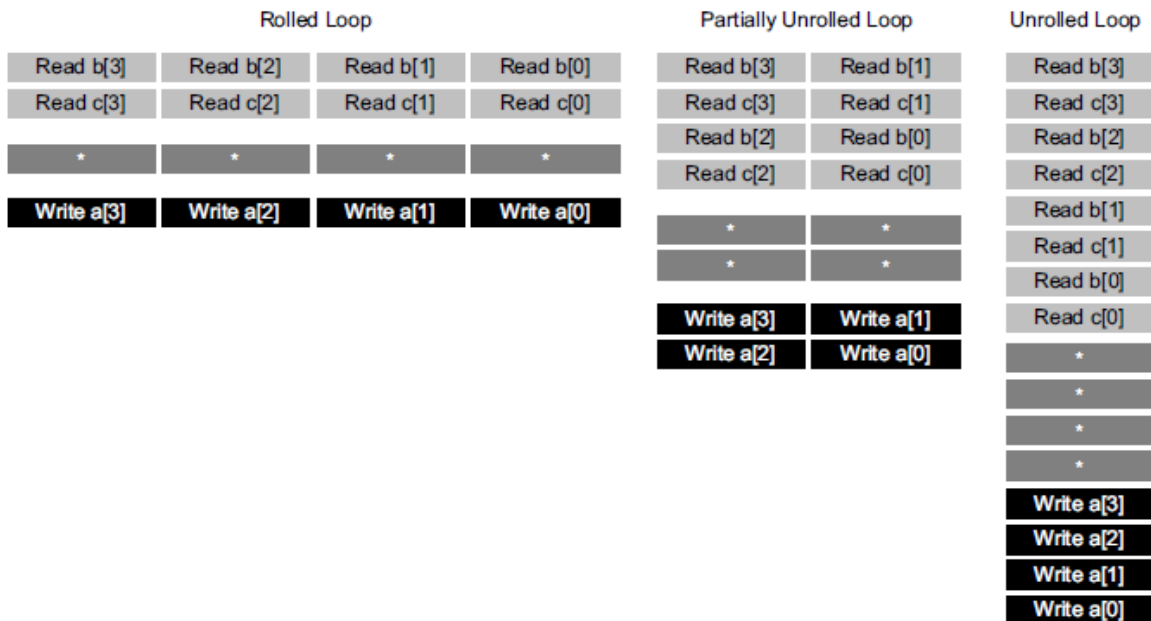 Rolled Loop
Read b[3] Read b[2] Read b[1] Read b[0]
Read c[3] Read c[2] Read c[1] Read c[0]
* * * *
Write a[3] Write a[2] Write a[1] Write a[0]
Partially Unrolled Loop
Read b[3] Read b[1]
Read c[3] Read c[1]
Read b[2] Read b[0]
Read c[2] Read c[0]
* *
* *
Write a[3] Write a[1]
Write a[2] Write a[0]
Unrolled Loop
Read b[3]
Read c[3]
Read b[2]
Read c[2]
Read b[1]
Read c[1]
Read b[0]
Read c[0]
*
*
*
*
Write a[3]
Write a[2]
Write a[1]
Write a[0]